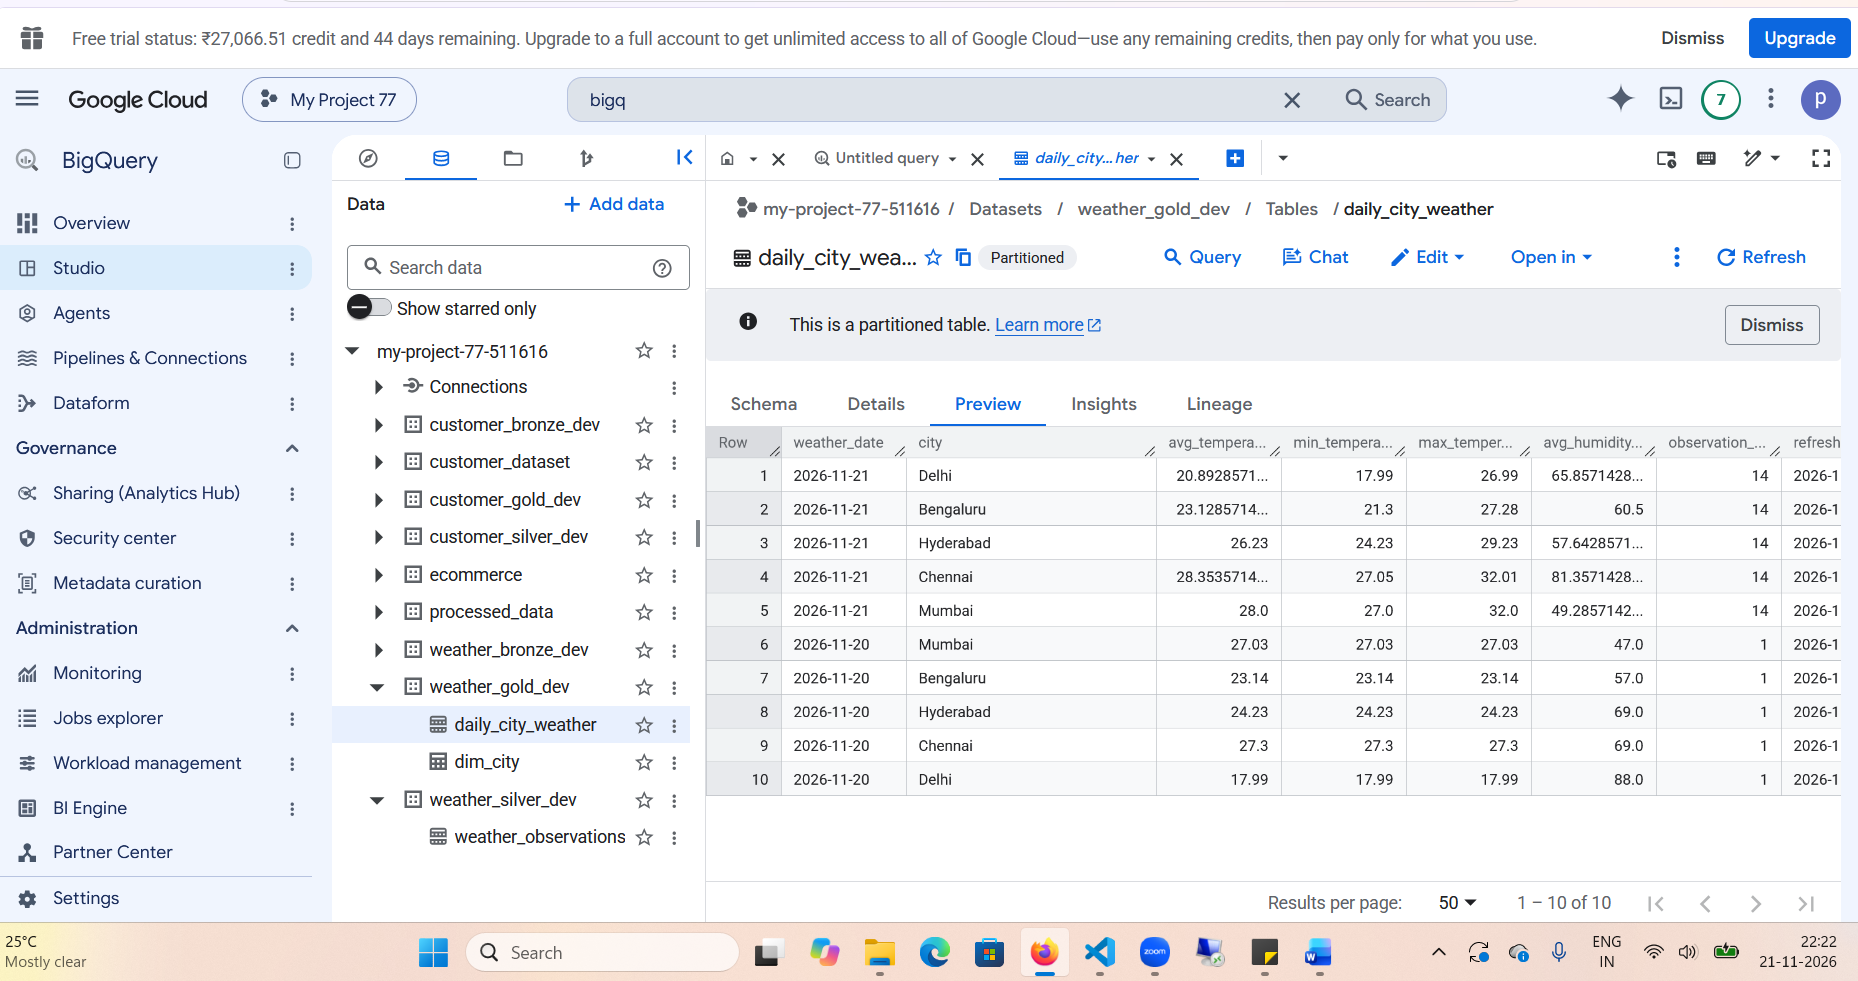 Free trial status: ₹27,066.51 credit and 44 days remaining. Upgrade to a full account to get unlimited access to all of Google Cloud—use any remaining credits, then pay only for what you use.
Dismiss
Upgrade
Google Cloud
My Project 77
bigq
Search
7
p
BigQuery
Overview
Studio
Agents
Pipelines & Connections
Dataform
Governance
Sharing (Analytics Hub)
Security center
Metadata curation
Administration
Monitoring
Jobs explorer
Workload management
BI Engine
Partner Center
Settings
Data
Add data
Search data
Show starred only
my-project-77-511616
Connections
customer_bronze_dev
customer_dataset
customer_gold_dev
customer_silver_dev
ecommerce
processed_data
weather_bronze_dev
weather_gold_dev
daily_city_weather
dim_city
weather_silver_dev
weather_observations
Untitled query
daily_city...her
my-project-77-511616 / Datasets / weather_gold_dev / Tables / daily_city_weather
daily_city_wea... Partitioned
Query
Chat
Edit
Open in
Refresh
This is a partitioned table. Learn more
Dismiss
Schema Details Preview Insights Lineage
Row weather_date city avg_tempera... min_tempera... max_temper... avg_humidity... observation_... refresh
1 2026-11-21 Delhi 20.8928571... 17.99 26.99 65.8571428... 14 2026-1
2 2026-11-21 Bengaluru 23.1285714... 21.3 27.28 60.5 14 2026-1
3 2026-11-21 Hyderabad 26.23 24.23 29.23 57.6428571... 14 2026-1
4 2026-11-21 Chennai 28.3535714... 27.05 32.01 81.3571428... 14 2026-1
5 2026-11-21 Mumbai 28.0 27.0 32.0 49.2857142... 14 2026-1
6 2026-11-20 Mumbai 27.03 27.03 27.03 47.0 1 2026-1
7 2026-11-20 Bengaluru 23.14 23.14 23.14 57.0 1 2026-1
8 2026-11-20 Hyderabad 24.23 24.23 24.23 69.0 1 2026-1
9 2026-11-20 Chennai 27.3 27.3 27.3 69.0 1 2026-1
10 2026-11-20 Delhi 17.99 17.99 17.99 88.0 1 2026-1
Results per page: 50 1 – 10 of 10
25°C
Mostly clear
Search
zoom
ENG
IN
22:22
21-11-2026